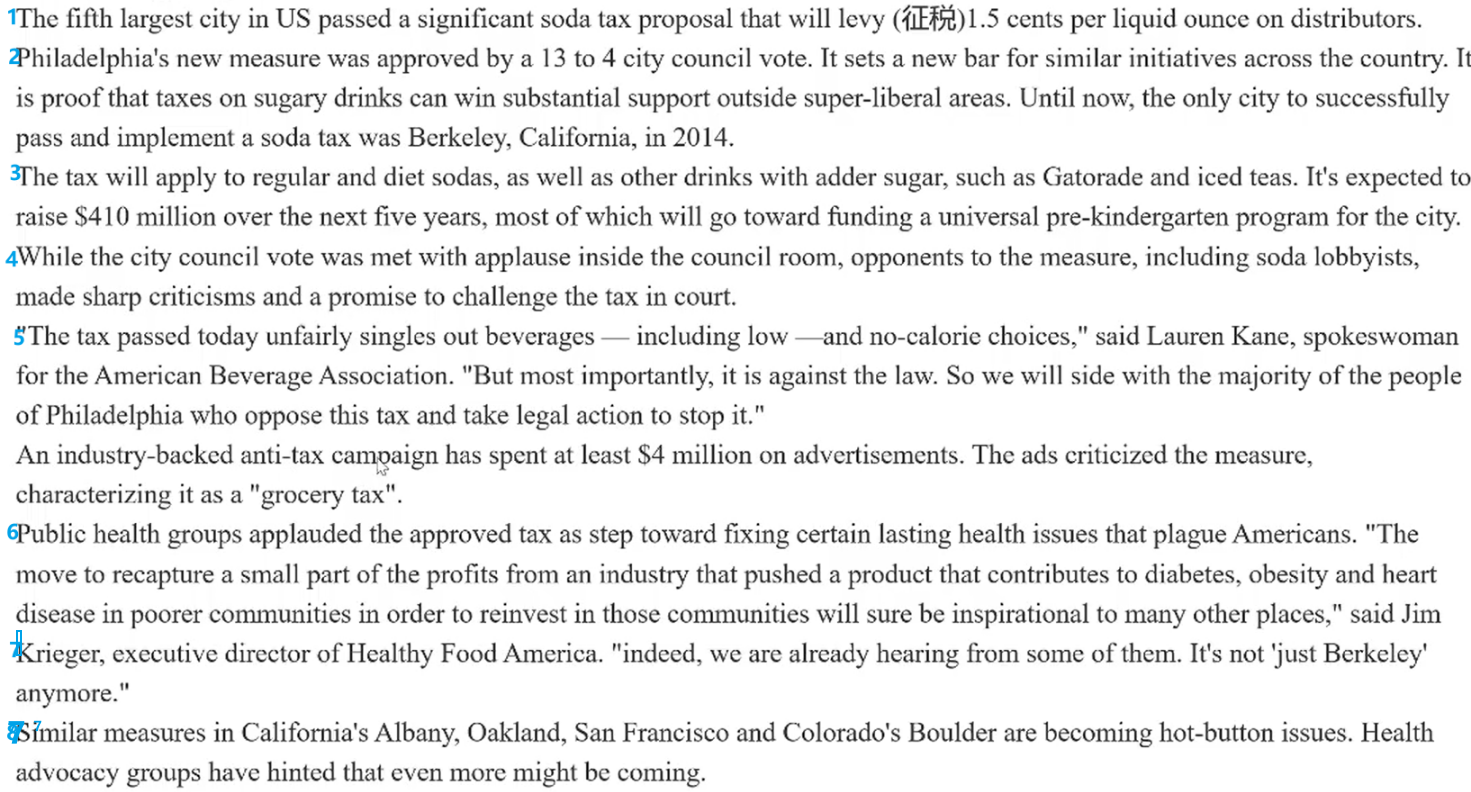 1The fifth largest city in US passed a significant soda tax proposal that will levy (征税)1.5 cents per liquid ounce on distributors.
2Philadelphia's new measure was approved by a 13 to 4 city council vote. It sets a new bar for similar initiatives across the country. It
is proof that taxes on sugary drinks can win substantial support outside super-liberal areas. Until now, the only city to successfully
pass and implement a soda tax was Berkeley, California, in 2014.
3The tax will apply to regular and diet sodas, as well as other drinks with adder sugar, such as Gatorade and iced teas. It's expected to
raise $410 million over the next five years, most of which will go toward funding a universal pre-kindergarten program for the city.
4While the city council vote was met with applause inside the council room, opponents to the measure, including soda lobbyists,
made sharp criticisms and a promise to challenge the tax in court.
5"The tax passed today unfairly singles out beverages — including low —and no-calorie choices," said Lauren Kane, spokeswoman
for the American Beverage Association. "But most importantly, it is against the law. So we will side with the majority of the people
of Philadelphia who oppose this tax and take legal action to stop it."
An industry-backed anti-tax campaign has spent at least $4 million on advertisements. The ads criticized the measure,
characterizing it as a "grocery tax".
6Public health groups applauded the approved tax as step toward fixing certain lasting health issues that plague Americans. "The
move to recapture a small part of the profits from an industry that pushed a product that contributes to diabetes, obesity and heart
disease in poorer communities in order to reinvest in those communities will sure be inspirational to many other places," said Jim
7Krieger, executive director of Healthy Food America. "indeed, we are already hearing from some of them. It's not 'just Berkeley'
anymore."
7Similar measures in California's Albany, Oakland, San Francisco and Colorado's Boulder are becoming hot-button issues. Health
advocacy groups have hinted that even more might be coming.